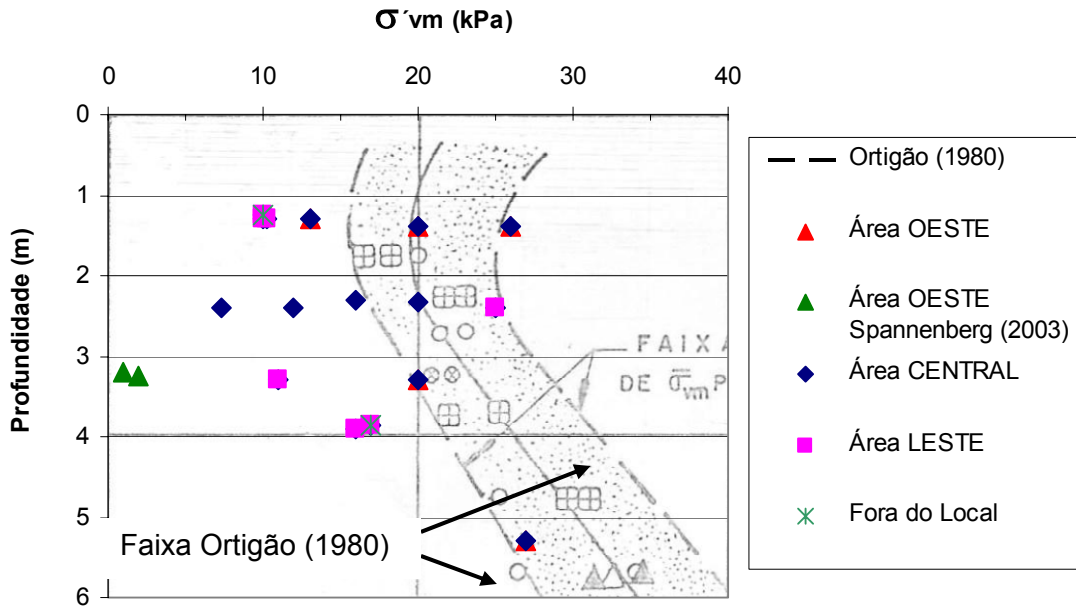 σ´vm (kPa)
0 10 20 30 40
Profundidade (m)
0
1
2
3
4
5
6
FAIXA
DE σ̅vm P
Faixa Ortigão (1980)
Ortigão (1980)
Área OESTE
Área OESTE
Spannenberg (2003)
Área CENTRAL
Área LESTE
Fora do Local